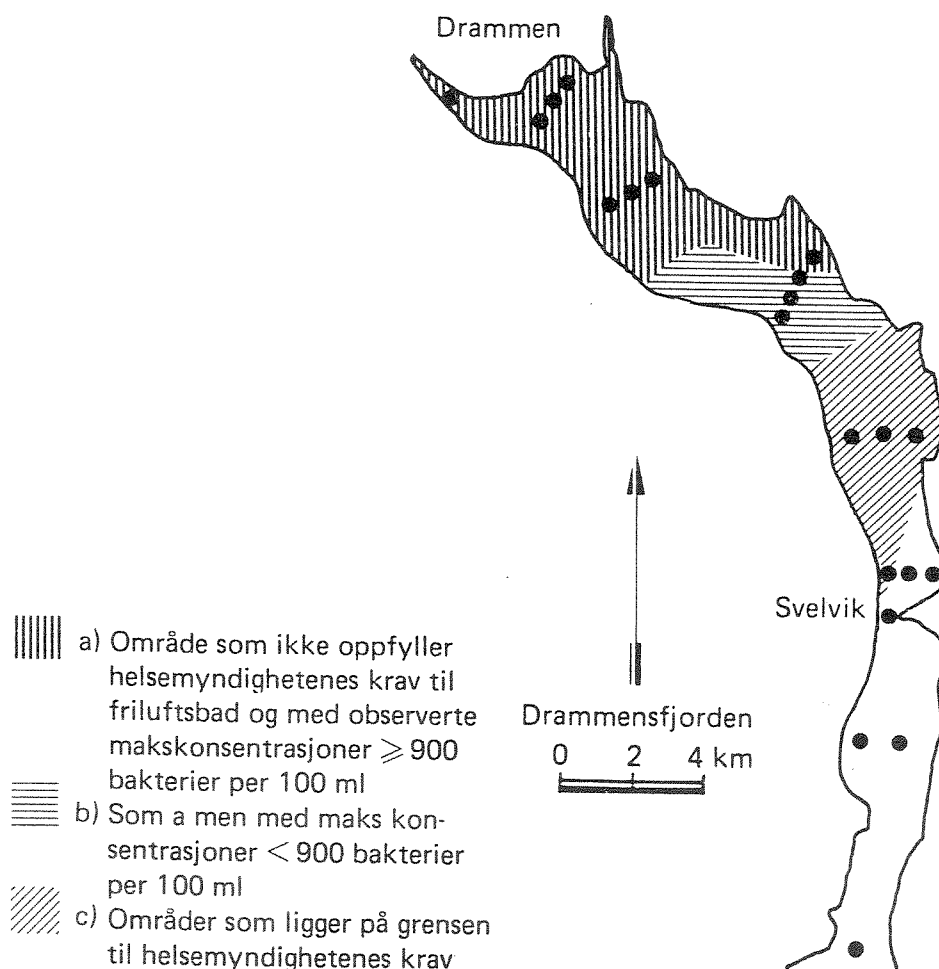 Drammen
Svelvik
Drammensfjorden
0 2 4 km
a) Område som ikke oppfyller
helsemyndighetenes krav til
friluftsbad og med observerte
makskonsentrasjoner ⩾ 900
bakterier per 100 ml
b) Som a men med maks kon-
sentrasjoner < 900 bakterier
per 100 ml
c) Områder som ligger på grensen
til helsemyndighetenes krav